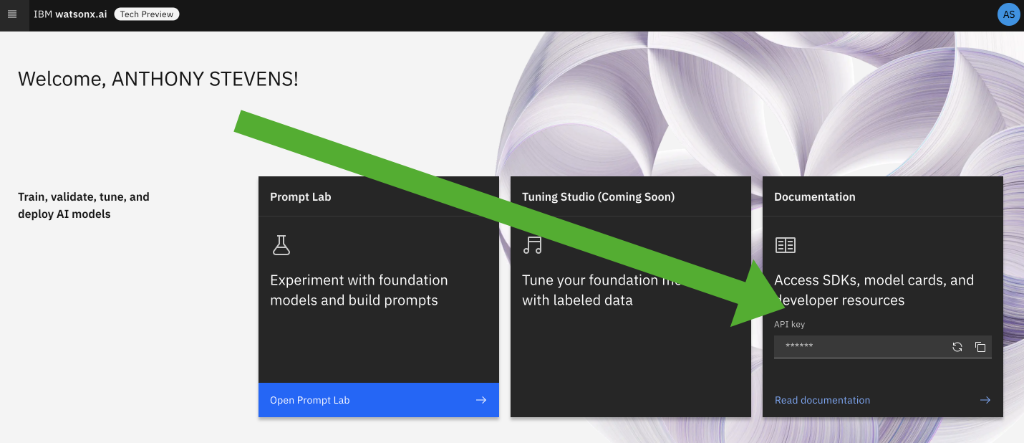 IBM watsonx.ai Tech Preview AS
Welcome, ANTHONY STEVENS!
Train, validate, tune, and
deploy AI models
Prompt Lab
Experiment with foundation
models and build prompts
Open Prompt Lab
Tuning Studio (Coming Soon)
Tune your foundation
with labeled data
Documentation
Access SDKs, model cards, and
developer resources
API key
******
Read documentation